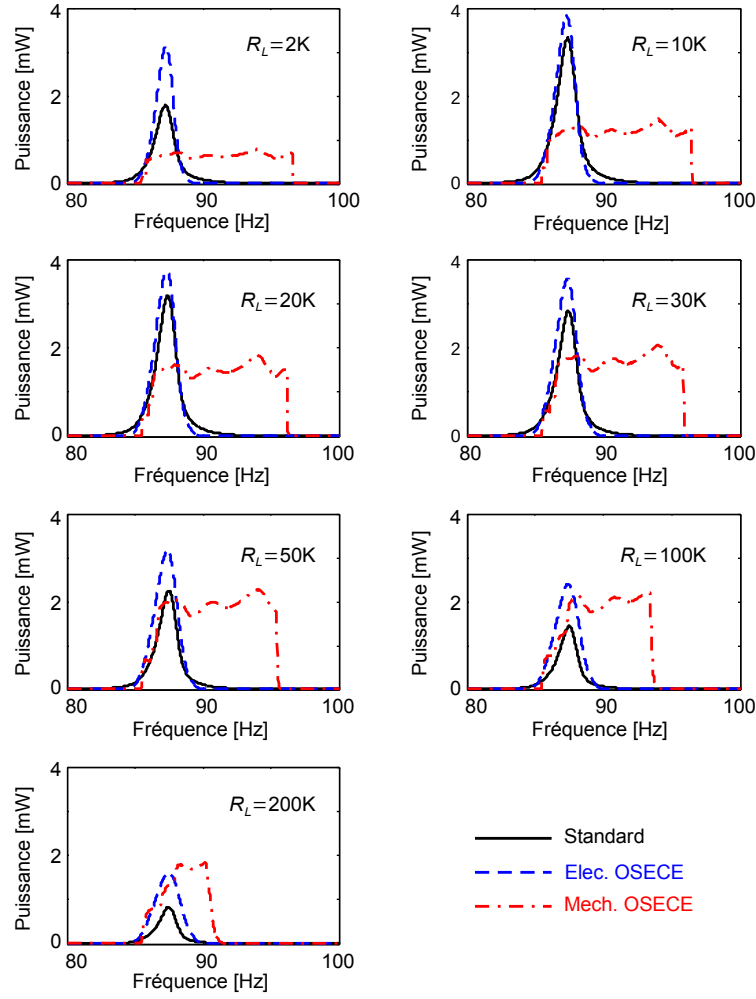 4
2
0
80
90
100
Puissance [mW]
Fréquence [Hz]
R_L=2K
4
2
0
80
90
100
Puissance [mW]
Fréquence [Hz]
R_L=10K
4
2
0
80
90
100
Puissance [mW]
Fréquence [Hz]
R_L=20K
4
2
0
80
90
100
Puissance [mW]
Fréquence [Hz]
R_L=30K
4
2
0
80
90
100
Puissance [mW]
Fréquence [Hz]
R_L=50K
4
2
0
80
90
100
Puissance [mW]
Fréquence [Hz]
R_L=100K
4
2
0
80
90
100
Puissance [mW]
Fréquence [Hz]
R_L=200K
Standard
Elec. OSECE
Mech. OSECE